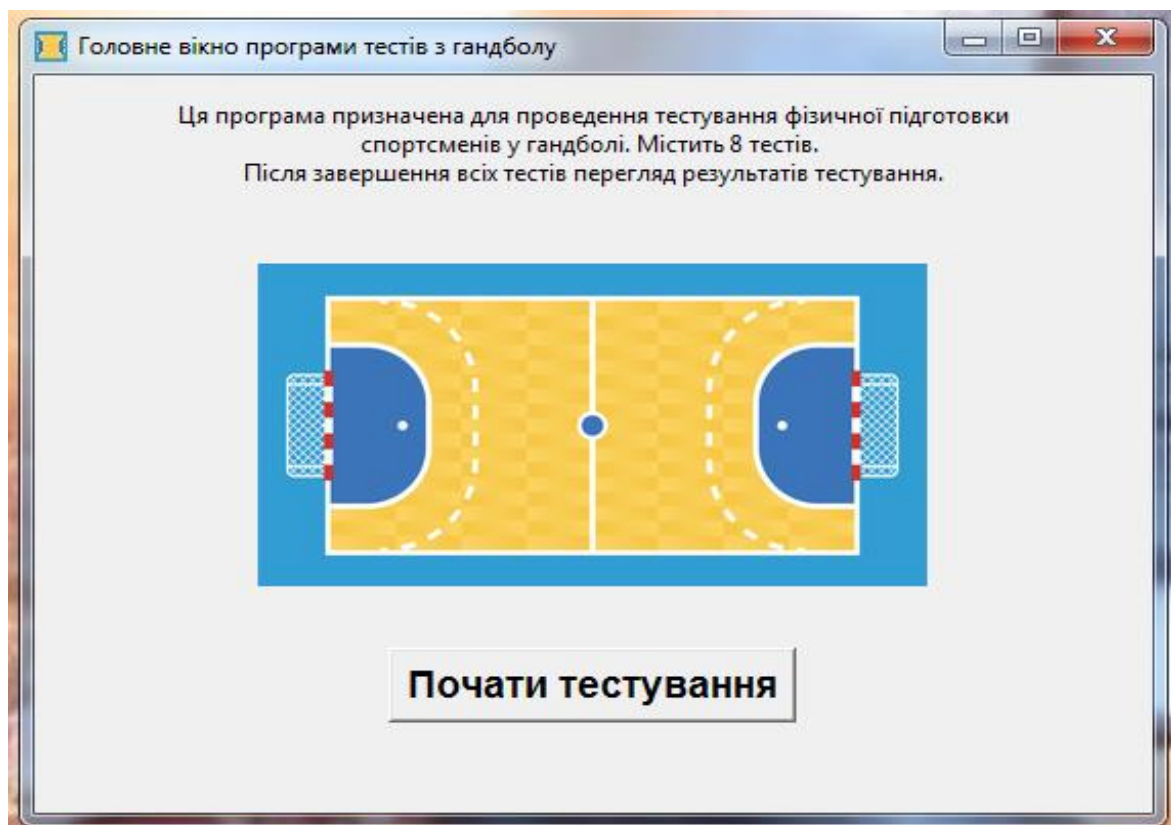 Головне вікно програми тестів з гандболу
Ця програма призначена для проведення тестування фізичної підготовки
спортсменів у гандболі. Містить 8 тестів.
Після завершення всіх тестів перегляд результатів тестування.
Почати тестування